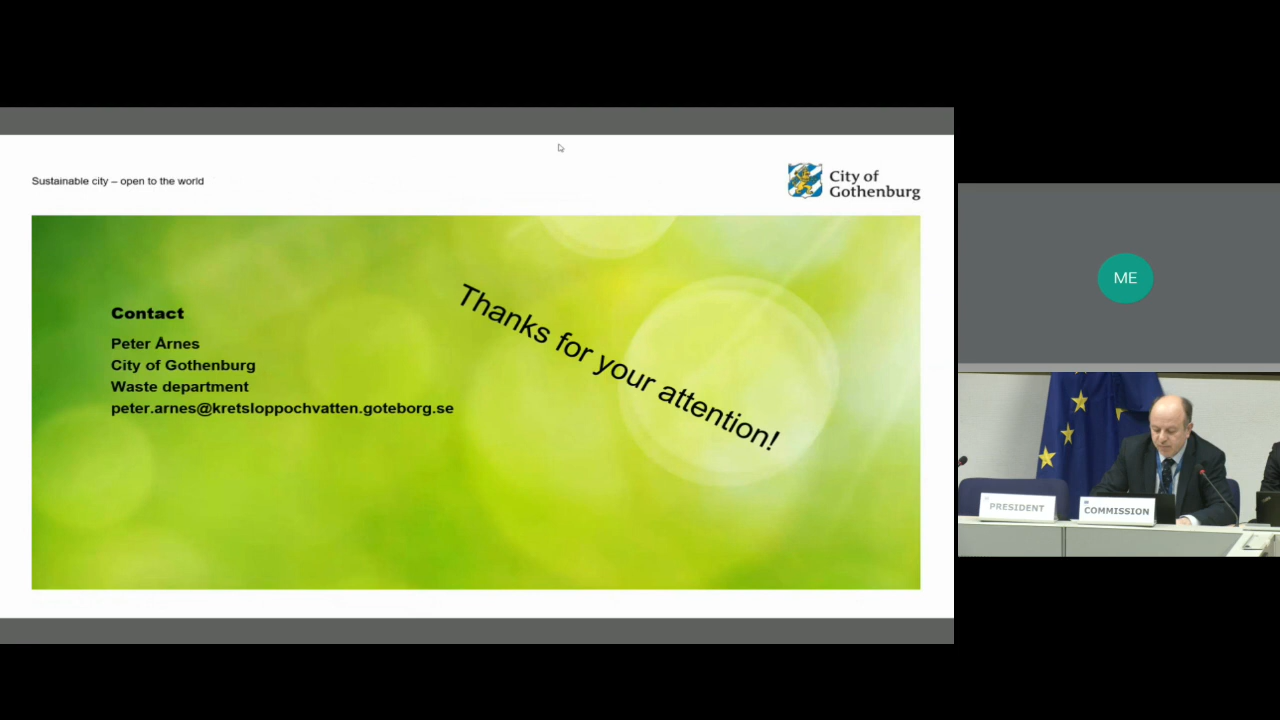 Sustainable city – open to the world
City of
Gothenburg
Contact
Peter Årnes
City of Gothenburg
Waste department
peter.arnes@kretsloppochvatten.goteborg.se
Thanks for your attention!
ME
PRESIDENT
COMMISSION